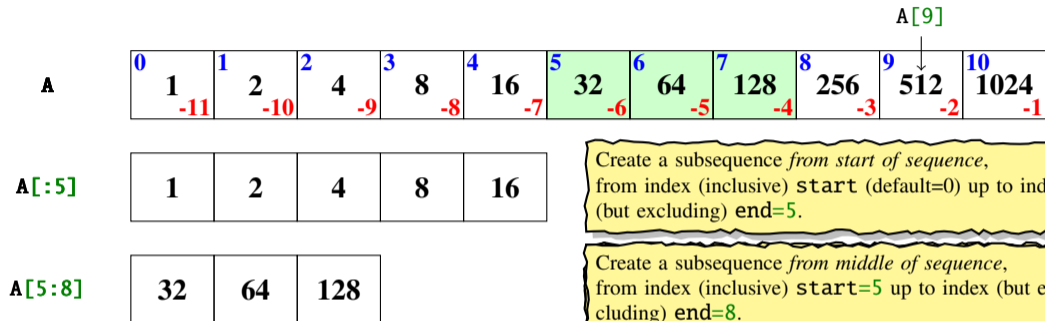 A[9]
0 1 2 3 4 5 6 7 8 9 10
A 1 2 4 8 16 32 64 128 256 512 1024
-11 -10 -9 -8 -7 -6 -5 -4 -3 -2 -1
A[:5] 1 2 4 8 16
Create a subsequence from start of sequence,
from index (inclusive) start (default=0) up to ind
(but excluding) end=5.
A[5:8] 32 64 128
Create a subsequence from middle of sequence,
from index (inclusive) start=5 up to index (but e
cluding) end=8.